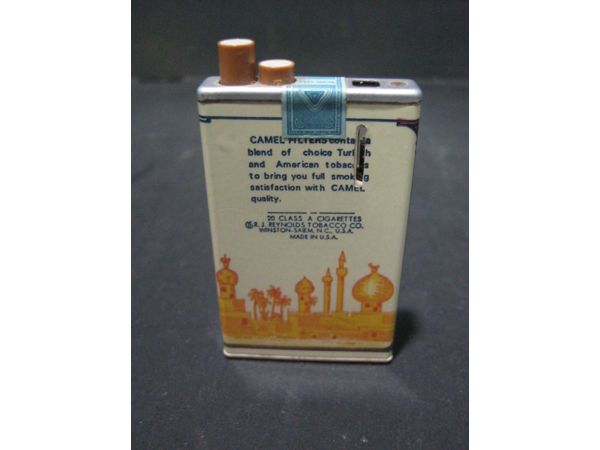 CAMEL FILTERS contain a
blend of choice Turkish
and American tobaccos
to bring you full smoking
satisfaction with CAMEL
quality.
20 CLASS A CIGARETTES
R. J. REYNOLDS TOBACCO CO.
WINSTON-SALEM, N.C., U.S.A.
MADE IN U.S.A.